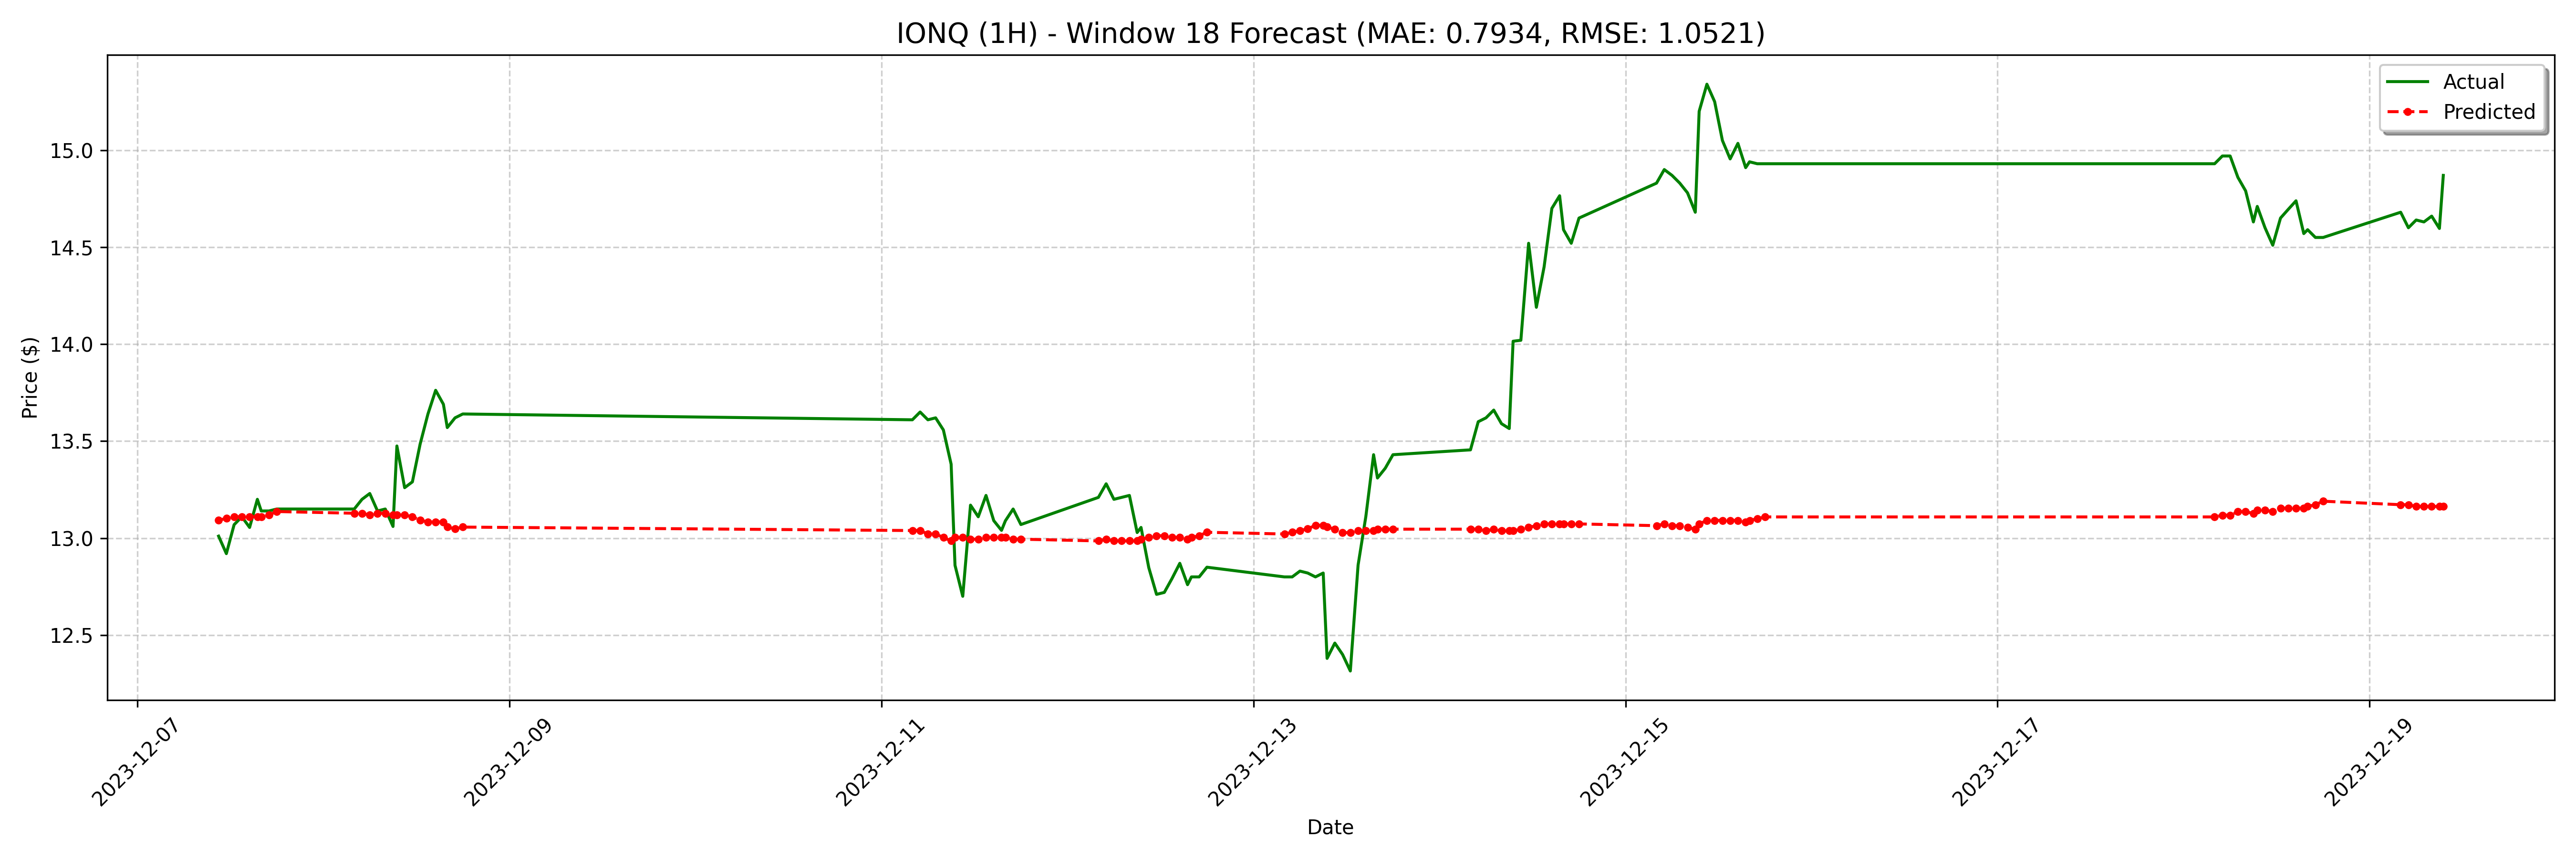 IONQ (1H) - Window 18 Forecast (MAE: 0.7934, RMSE: 1.0521)
Actual
Predicted
Price ($)
15.0
14.5
14.0
13.5
13.0
12.5
2023-12-07
2023-12-09
2023-12-11
2023-12-13
2023-12-15
2023-12-17
2023-12-19
Date